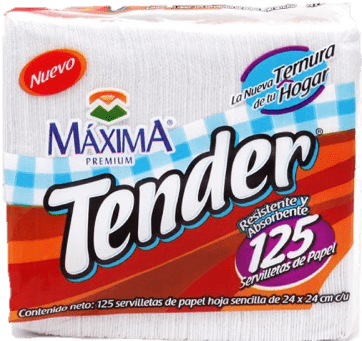 Nuevo
La Nueva Ternura
de tu Hogar
MÁXIMA
PREMIUM
Tender®
Resistente y
Absorbente
125
Servilletas de Papel
Contenido neto: 125 servilletas de papel hoja sencilla de 24 x 24 cm c/u